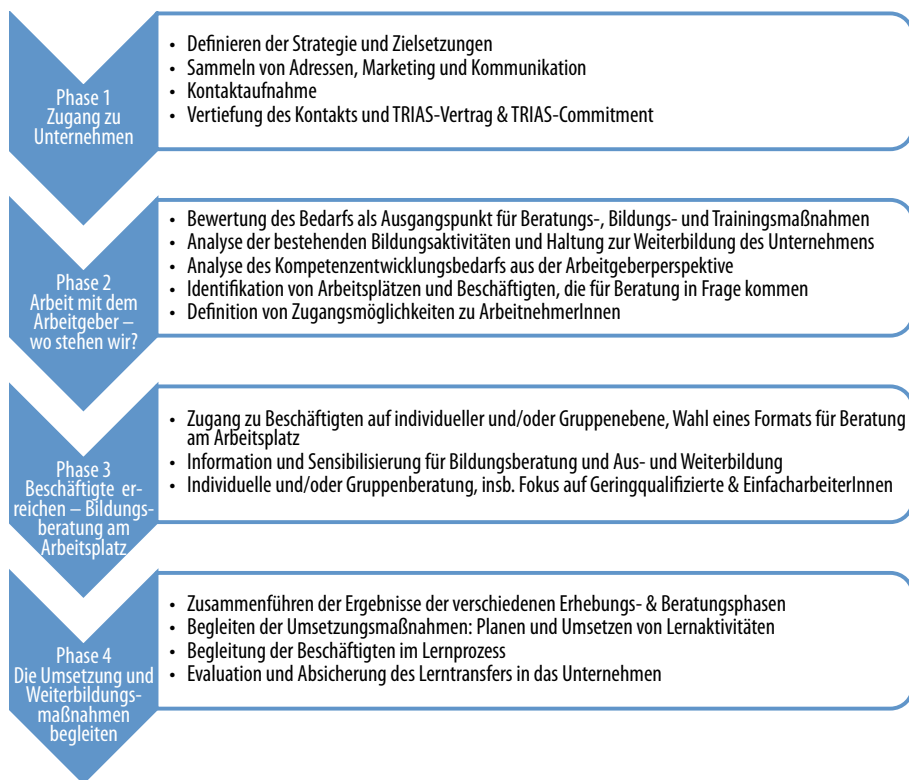 Phase 1
Zugang zu
Unternehmen
• Definieren der Strategie und Zielsetzungen
• Sammeln von Adressen, Marketing und Kommunikation
• Kontaktaufnahme
• Vertiefung des Kontakts und TRIAS-Vertrag & TRIAS-Commitment
Phase 2
Arbeit mit dem
Arbeitgeber –
wo stehen wir?
• Bewertung des Bedarfs als Ausgangspunkt für Beratungs-, Bildungs- und Trainingsmaßnahmen
• Analyse der bestehenden Bildungsaktivitäten und Haltung zur Weiterbildung des Unternehmens
• Analyse des Kompetenzentwicklungsbedarfs aus der Arbeitgeberperspektive
• Identifikation von Arbeitsplätzen und Beschäftigten, die für Beratung in Frage kommen
• Definition von Zugangsmöglichkeiten zu ArbeitnehmerInnen
Phase 3
Beschäftigte er-
reichen – Bildungs-
beratung am
Arbeitsplatz
• Zugang zu Beschäftigten auf individueller und/oder Gruppenebene, Wahl eines Formats für Beratung
am Arbeitsplatz
• Information und Sensibilisierung für Bildungsberatung und Aus- und Weiterbildung
• Individuelle und/oder Gruppenberatung, insb. Fokus auf Geringqualifizierte & EinfacharbeiterInnen
Phase 4
Die Umsetzung und
Weiterbildungs-
maßnahmen
begleiten
• Zusammenführen der Ergebnisse der verschiedenen Erhebungs- & Beratungsphasen
• Begleiten der Umsetzungsmaßnahmen: Planen und Umsetzen von Lernaktivitäten
• Begleitung der Beschäftigten im Lernprozess
• Evaluation und Absicherung des Lerntransfers in das Unternehmen